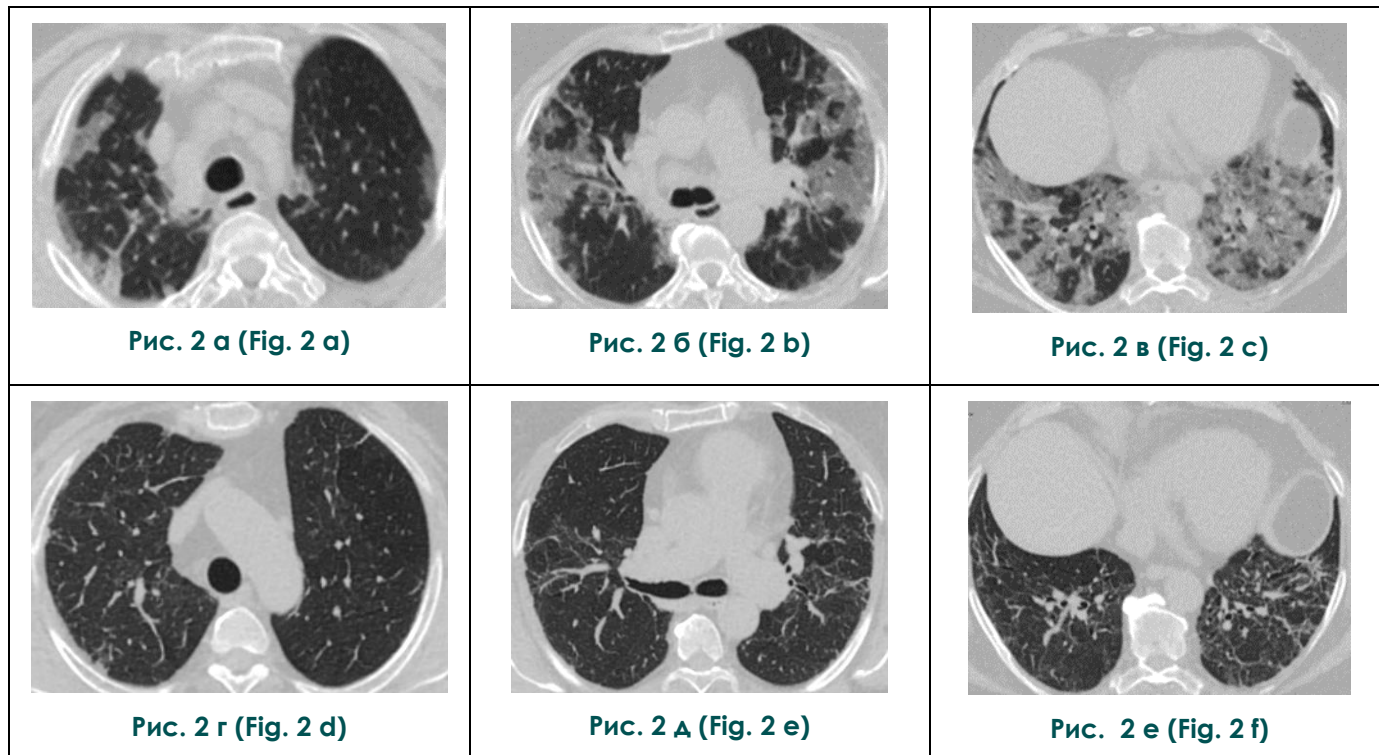 Рис. 2 а (Fig. 2 a)
Рис. 2 б (Fig. 2 b)
Рис. 2 в (Fig. 2 c)
Рис. 2 г (Fig. 2 d)
Рис. 2 д (Fig. 2 e)
Рис. 2 е (Fig. 2 f)